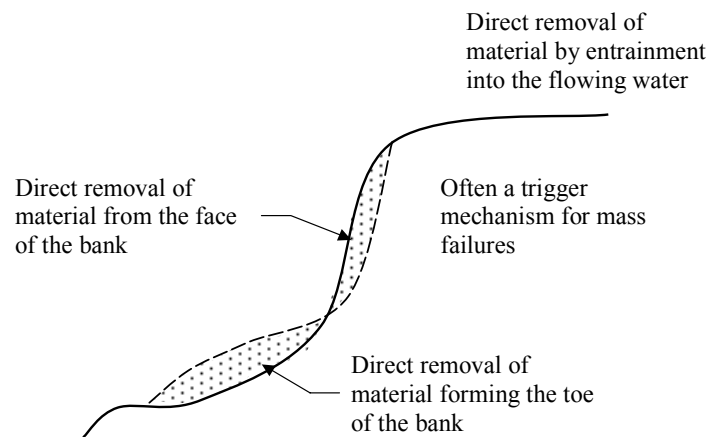 Direct removal of
material by entrainment
into the flowing water
Direct removal of
material from the face
of the bank
Often a trigger
mechanism for mass
failures
Direct removal of
material forming the toe
of the bank